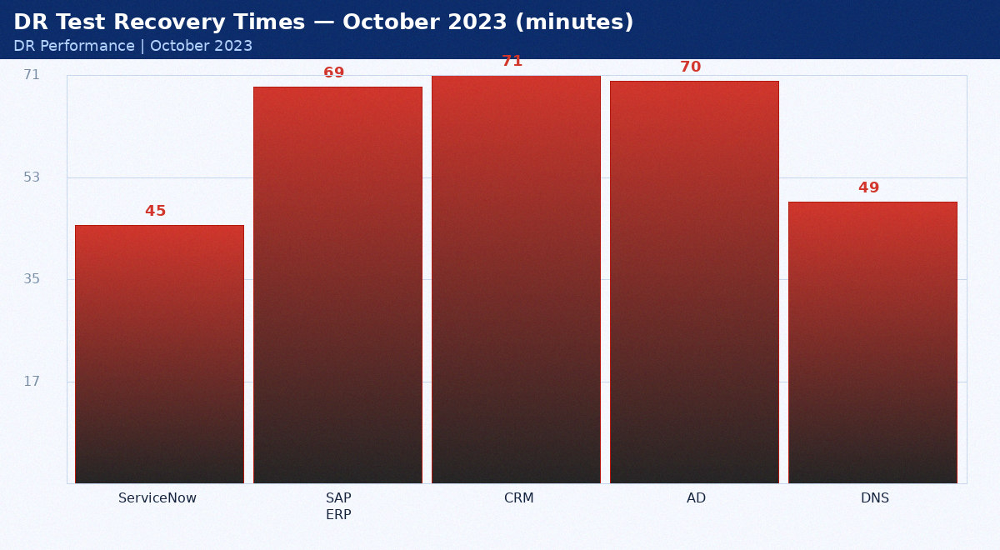 DR Test Recovery Times — October 2023 (minutes)
DR Performance | October 2023
71
53
35
17
45
69
71
70
49
ServiceNow
SAP
ERP
CRM
AD
DNS